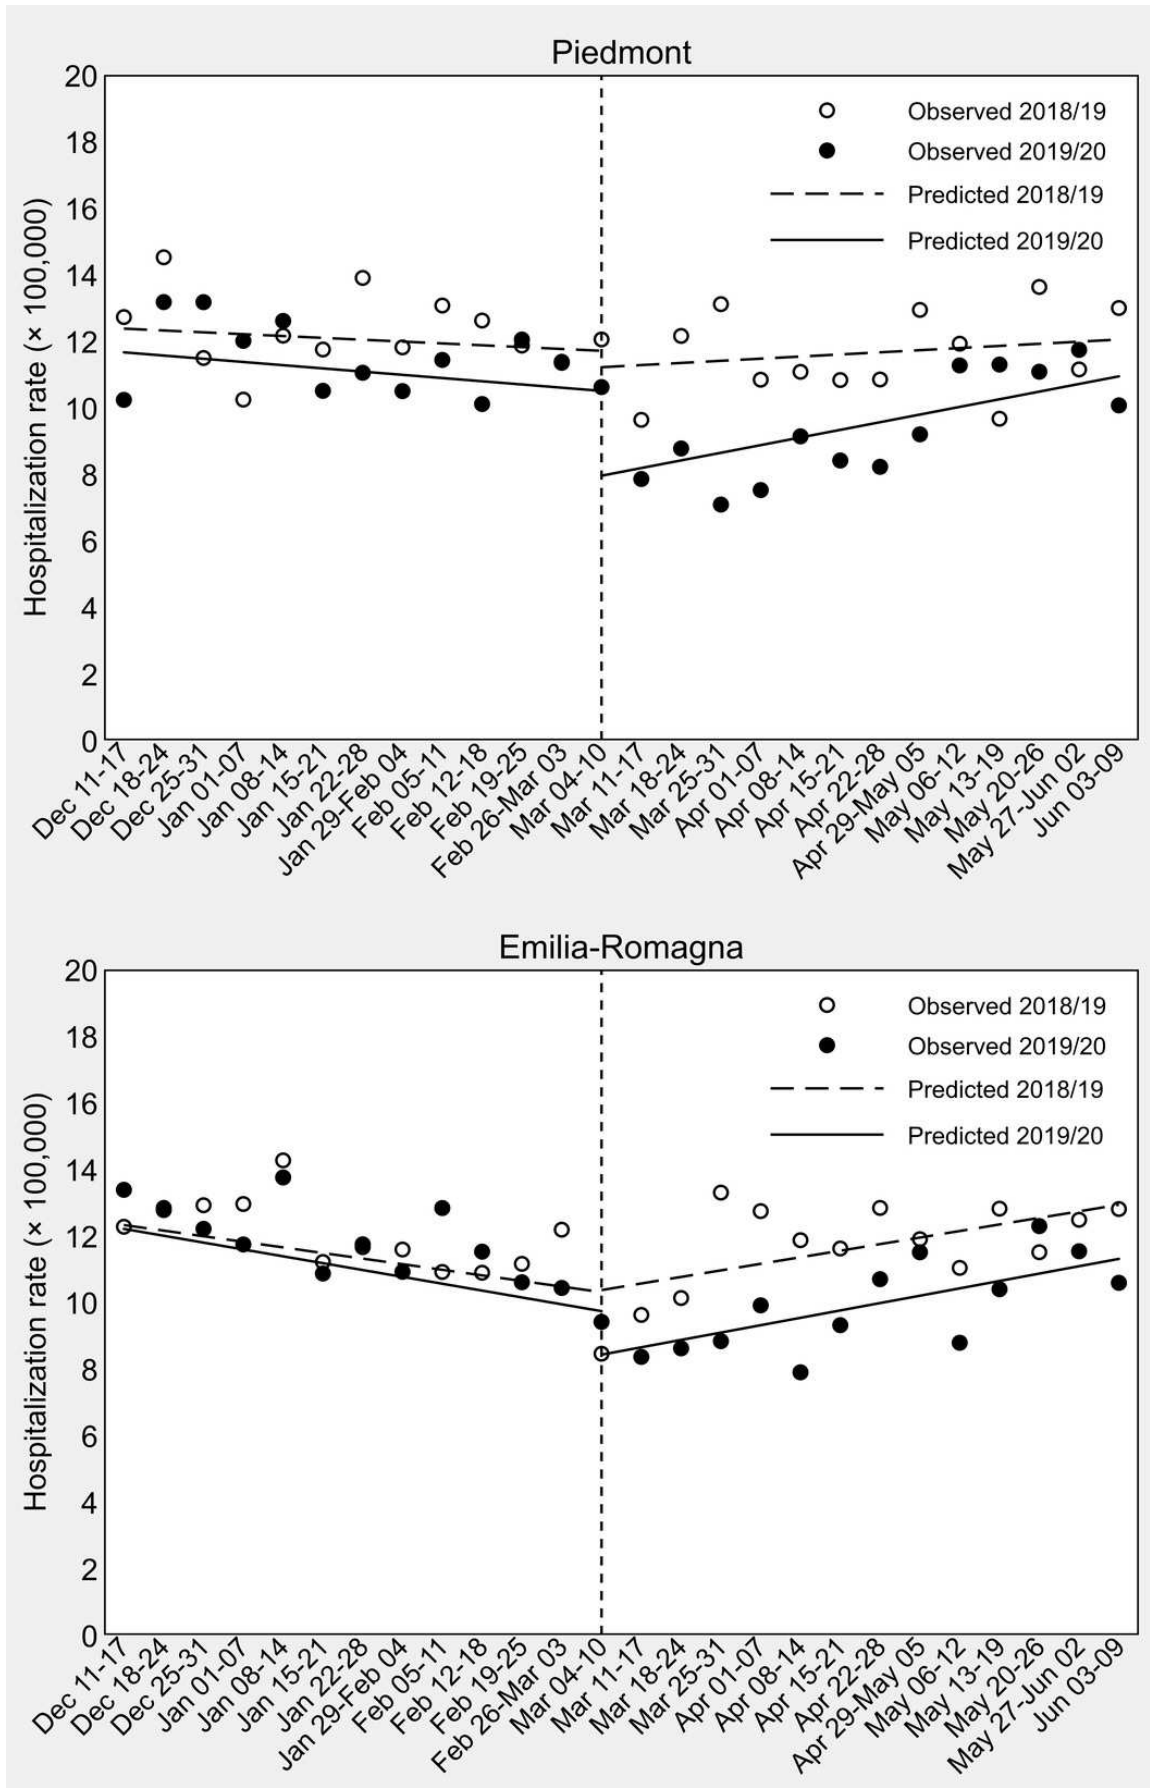 Piedmont
20
18
16
14
12
10
8
6
4
2
0
Hospitalization rate (× 100,000)
Observed 2018/19
Observed 2019/20
Predicted 2018/19
Predicted 2019/20
Dec 11-17
Dec 18-24
Dec 25-31
Jan 01-07
Jan 08-14
Jan 15-21
Jan 22-28
Jan 29-Feb 04
Feb 05-11
Feb 12-18
Feb 19-25
Feb 26-Mar 03
Mar 04-10
Mar 11-17
Mar 18-24
Mar 25-31
Apr 01-07
Apr 08-14
Apr 15-21
Apr 22-28
Apr 29-May 05
May 06-12
May 13-19
May 20-26
May 27-Jun 02
Jun 03-09
Emilia-Romagna
20
18
16
14
12
10
8
6
4
2
0
Hospitalization rate (× 100,000)
Observed 2018/19
Observed 2019/20
Predicted 2018/19
Predicted 2019/20
Dec 11-17
Dec 18-24
Dec 25-31
Jan 01-07
Jan 08-14
Jan 15-21
Jan 22-28
Jan 29-Feb 04
Feb 05-11
Feb 12-18
Feb 19-25
Feb 26-Mar 03
Mar 04-10
Mar 11-17
Mar 18-24
Mar 25-31
Apr 01-07
Apr 08-14
Apr 15-21
Apr 22-28
Apr 29-May 05
May 06-12
May 13-19
May 20-26
May 27-Jun 02
Jun 03-09